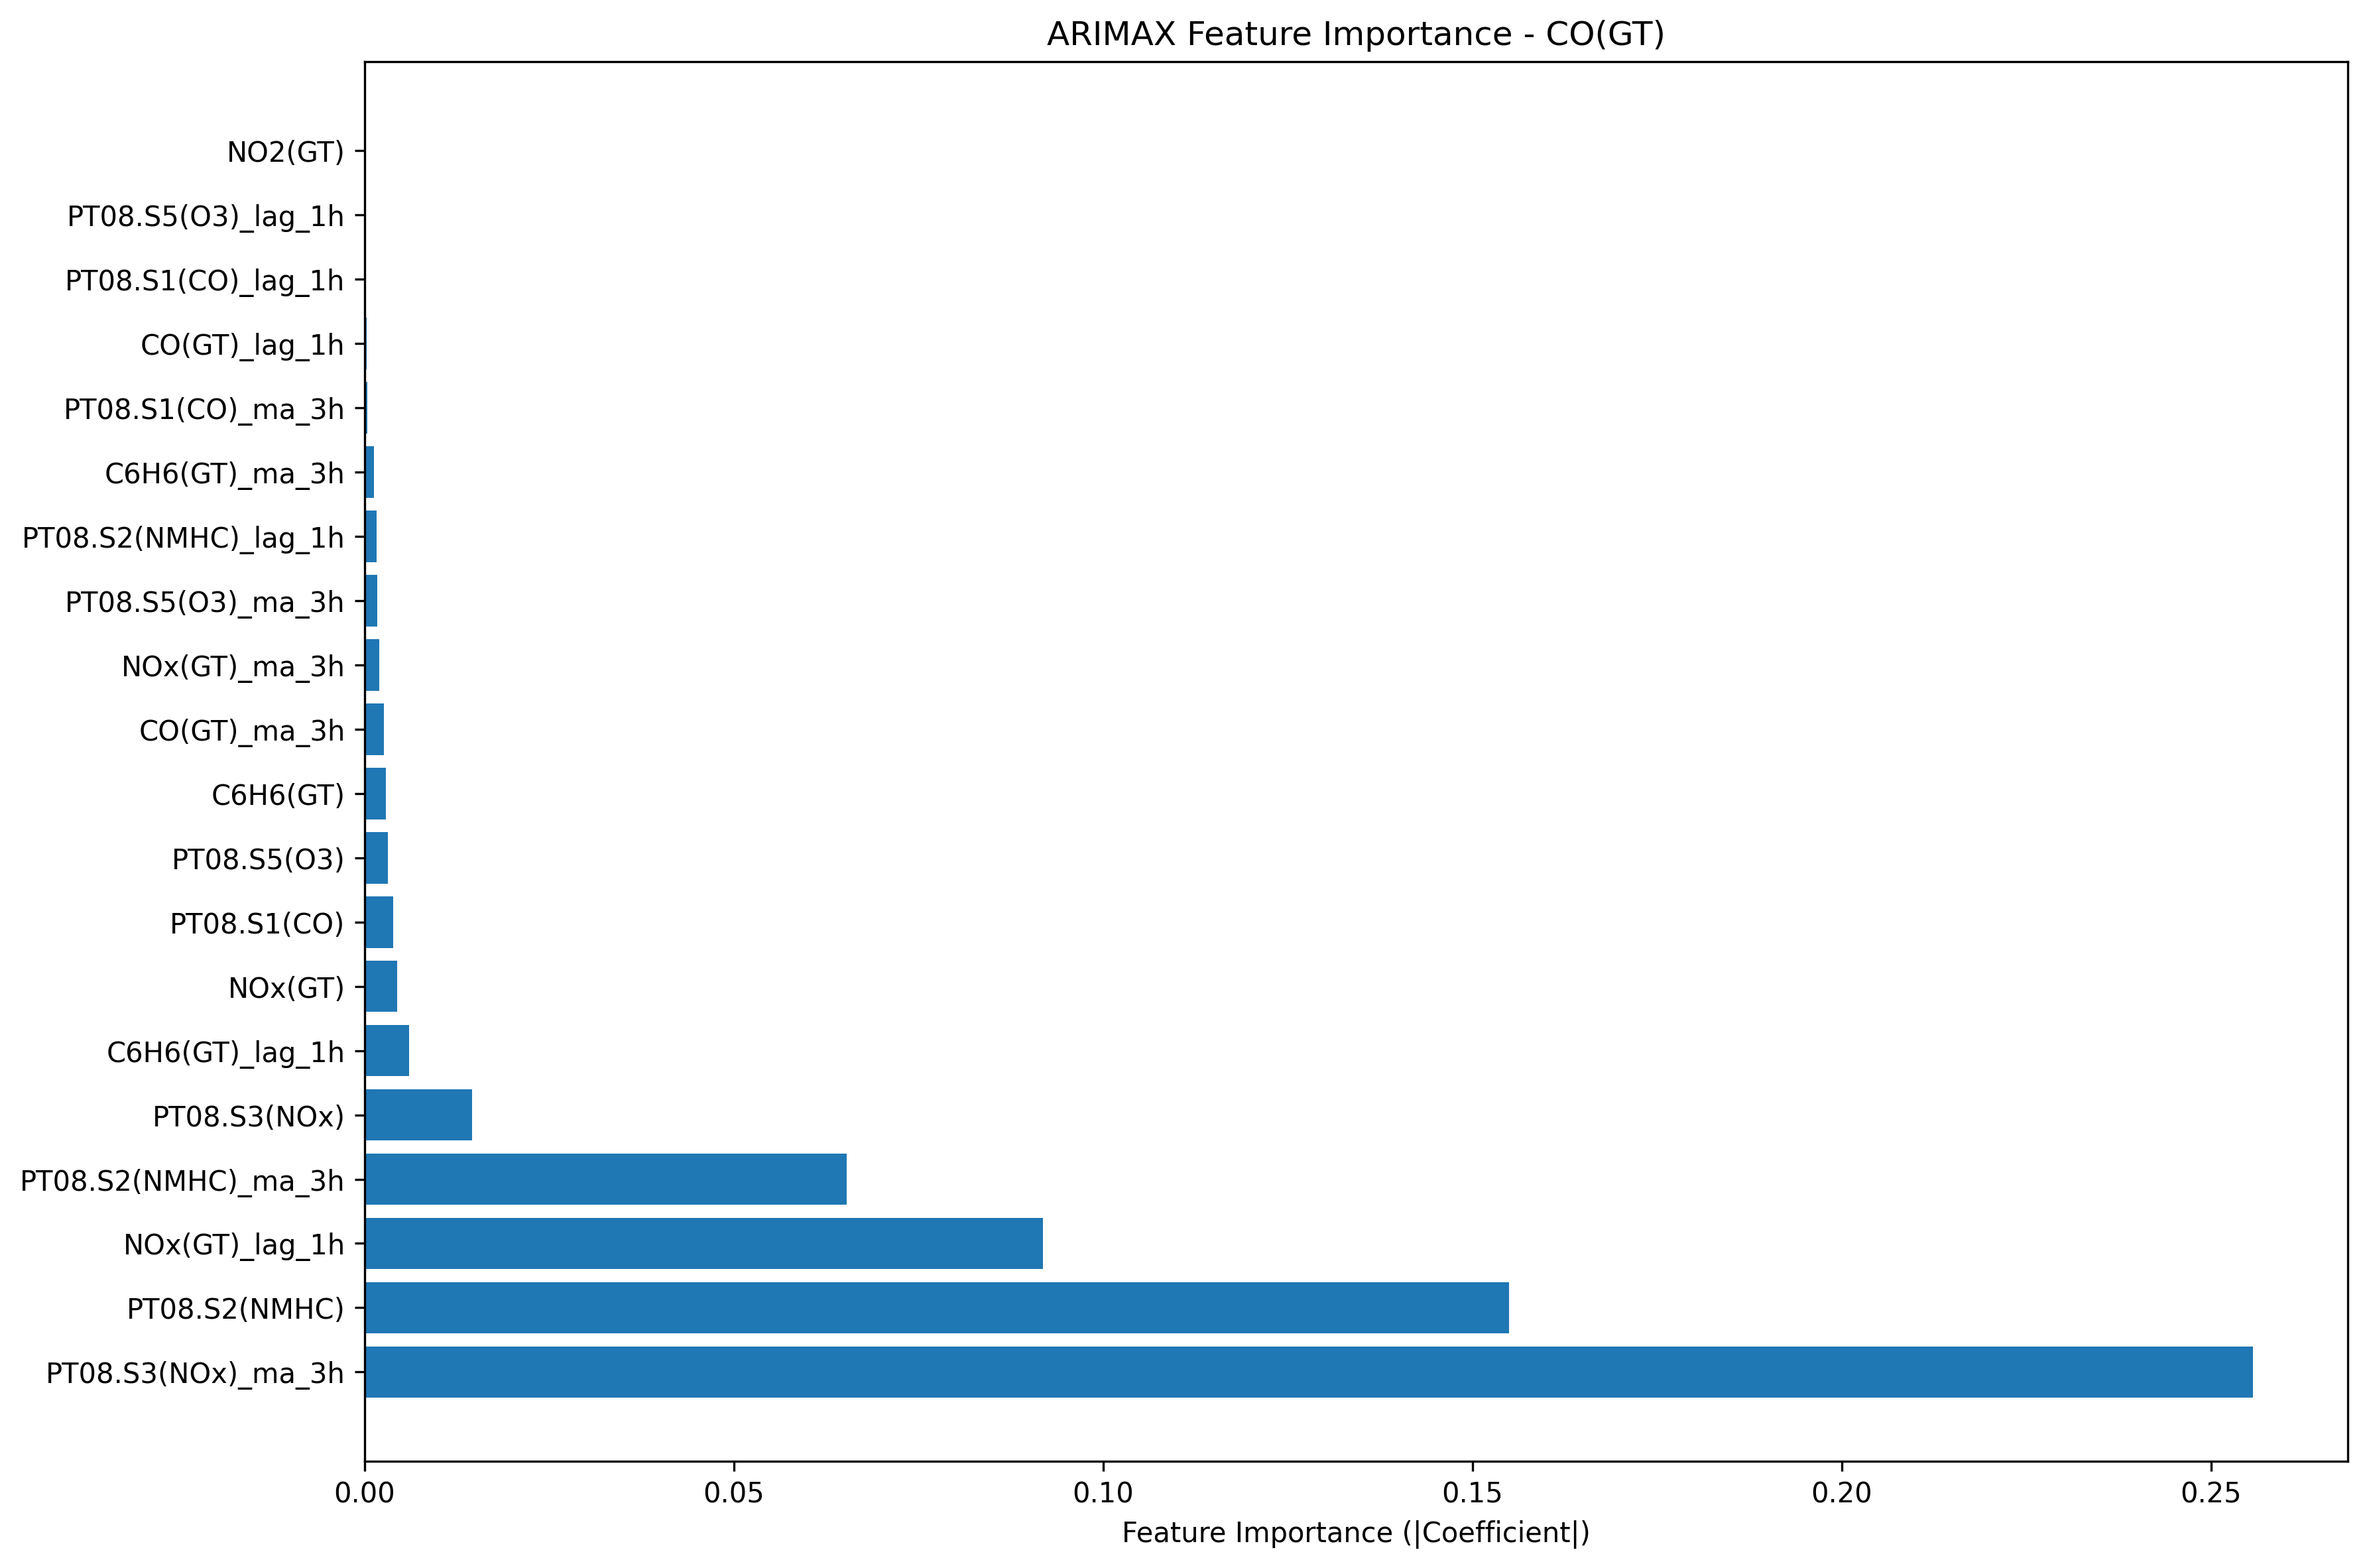 ARIMAX Feature Importance - CO(GT)
NO2(GT)
PT08.S5(O3)_lag_1h
PT08.S1(CO)_lag_1h
CO(GT)_lag_1h
PT08.S1(CO)_ma_3h
C6H6(GT)_ma_3h
PT08.S2(NMHC)_lag_1h
PT08.S5(O3)_ma_3h
NOx(GT)_ma_3h
CO(GT)_ma_3h
C6H6(GT)
PT08.S5(O3)
PT08.S1(CO)
NOx(GT)
C6H6(GT)_lag_1h
PT08.S3(NOx)
PT08.S2(NMHC)_ma_3h
NOx(GT)_lag_1h
PT08.S2(NMHC)
PT08.S3(NOx)_ma_3h
0.00 0.05 0.10 0.15 0.20 0.25
Feature Importance (|Coefficient|)